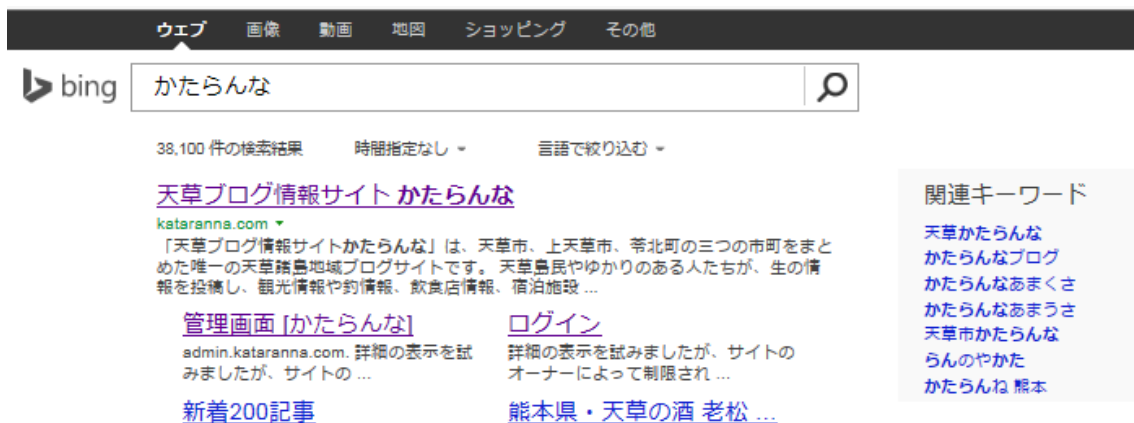 ウェブ 画像 動画 地図 ショッピング その他
bing かたらんな
38,100 件の検索結果 時間指定なし 言語で絞り込む
天草ブログ情報サイト かたらんな
kataranna.com
「天草ブログ情報サイトかたらんな」は、天草市、上天草市、苓北町の三つの市町をまと
めた唯一の天草諸島地域ブログサイトです。 天草島民やゆかりのある人たちが、生の情
報を投稿し、観光情報や釣情報、飲食店情報、宿泊施設 ...
管理画面 [かたらんな]
admin.kataranna.com. 詳細の表示を試
みましたが、サイトの ...
ログイン
詳細の表示を試みましたが、サイトの
オーナーによって制限され ...
新着200記事
熊本県・天草の酒 老松 ...
関連キーワード
天草かたらんな
かたらんなブログ
かたらんなあまくさ
かたらんなあまうさ
天草市かたらんな
らんのやかた
かたらんね 熊本